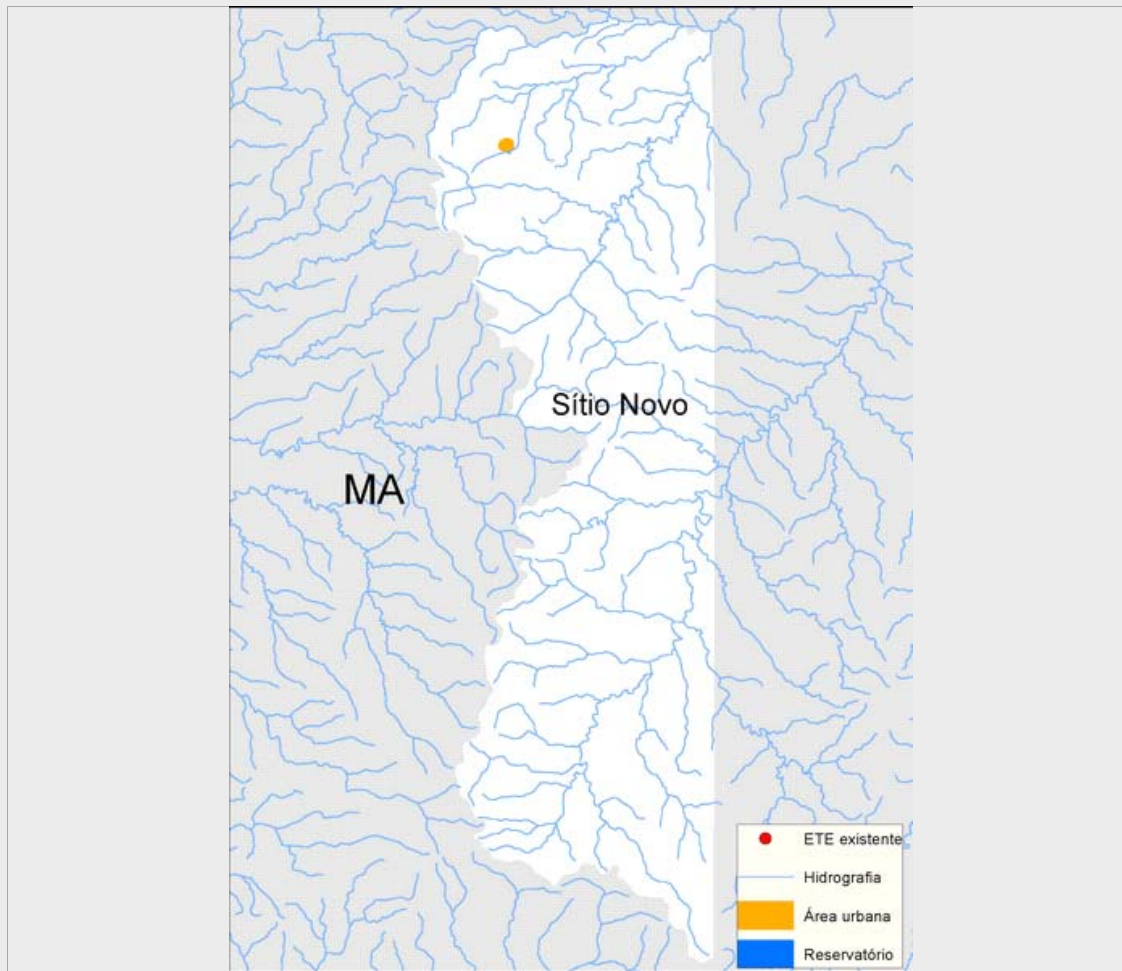 Sítio Novo
MA
ETE existente
Hidrografia
Área urbana
Reservatório